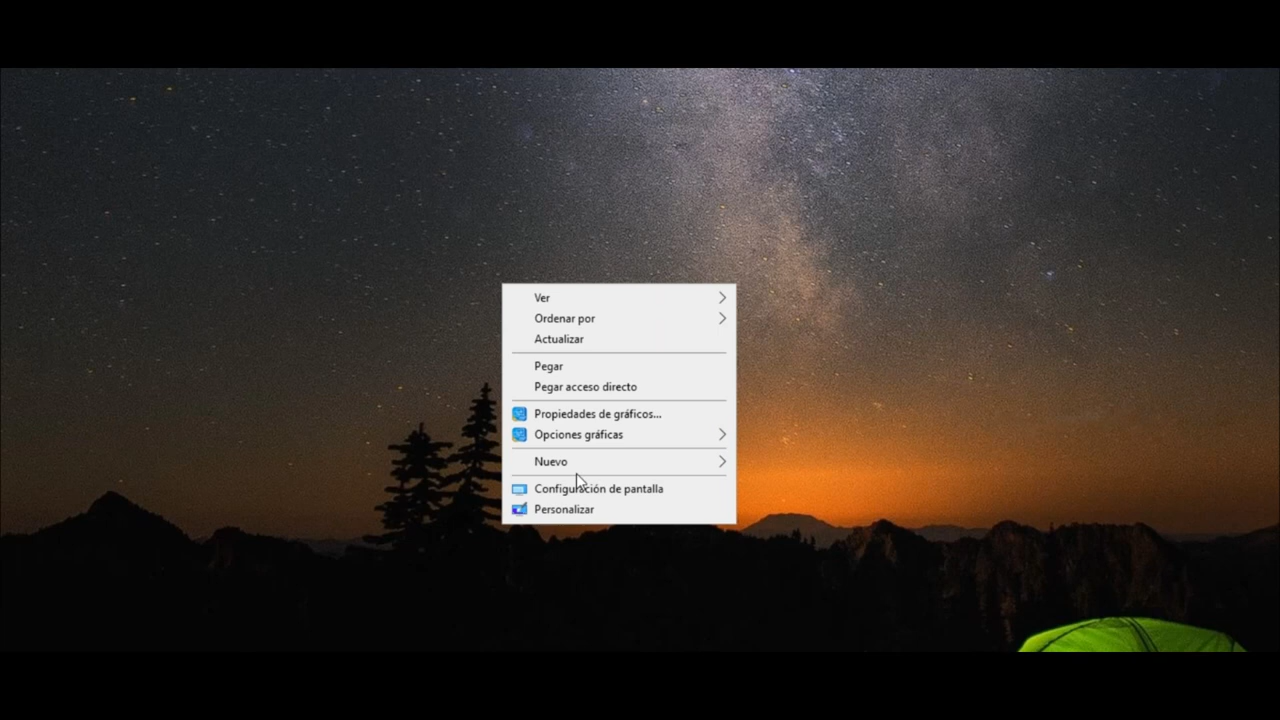 Ver
Ordenar por
Actualizar
Pegar
Pegar acceso directo
Propiedades de gráficos...
Opciones gráficas
Nuevo
Configuración de pantalla
Personalizar